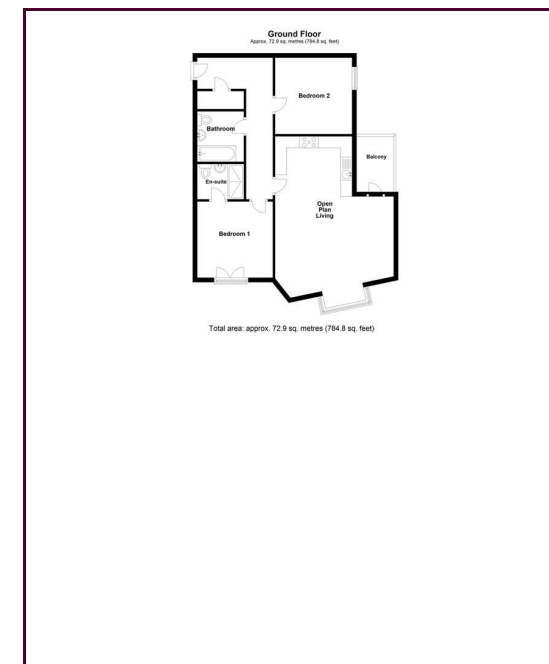 Ground Floor
Approx. 72.9 sq. metres (784.8 sq. feet)
Bedroom 2
Bathroom
Balcony
En-suite
Open
Plan
Living
Bedroom 1
Total area: approx. 72.9 sq. metres (784.8 sq. feet)